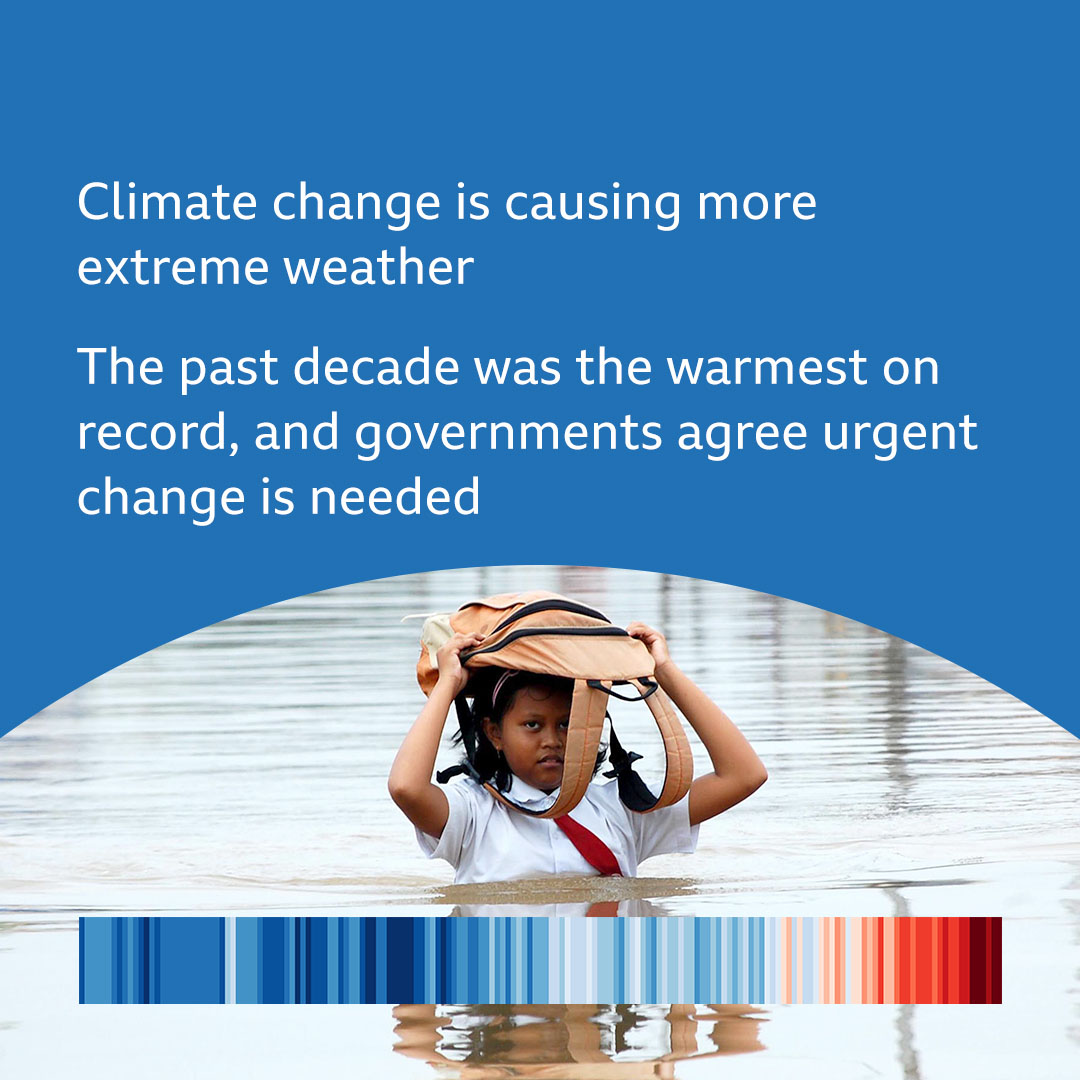 Climate change is causing more
extreme weather
The past decade was the warmest on
record, and governments agree urgent
change is needed